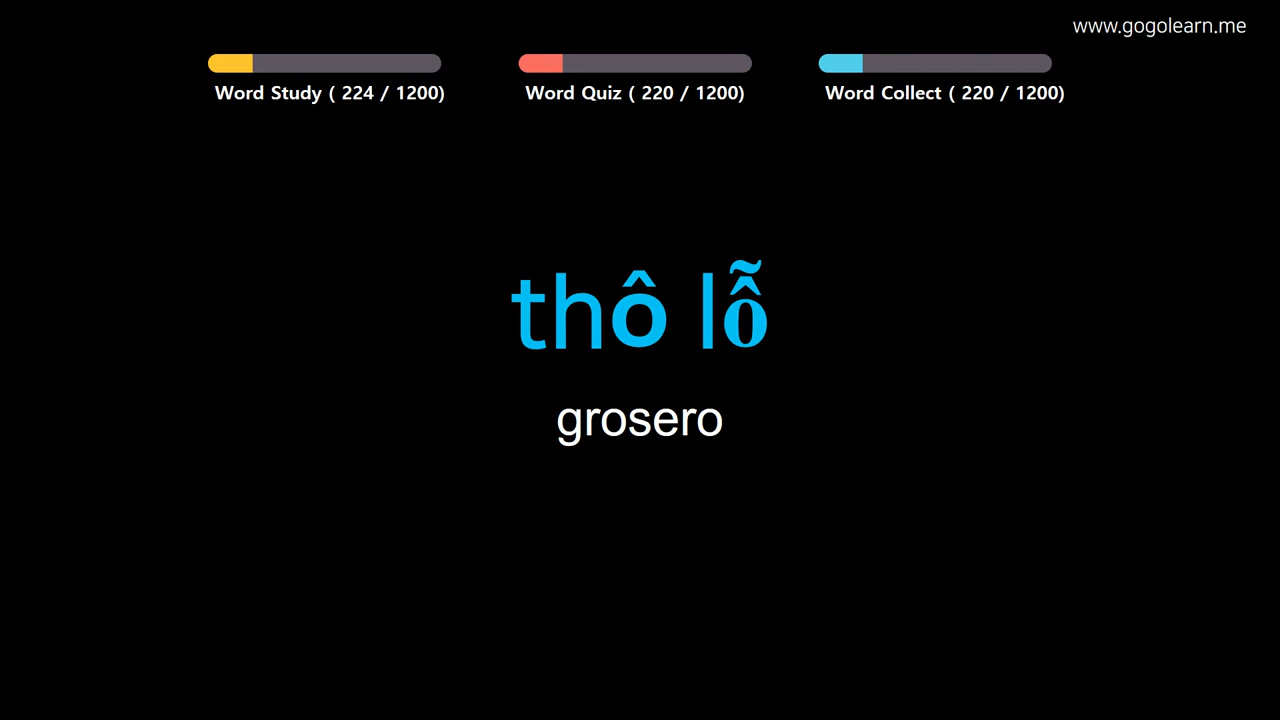 www.gogolearn.me
Word Study ( 224 / 1200)
Word Quiz ( 220 / 1200)
Word Collect ( 220 / 1200)
thô lỗ
grosero